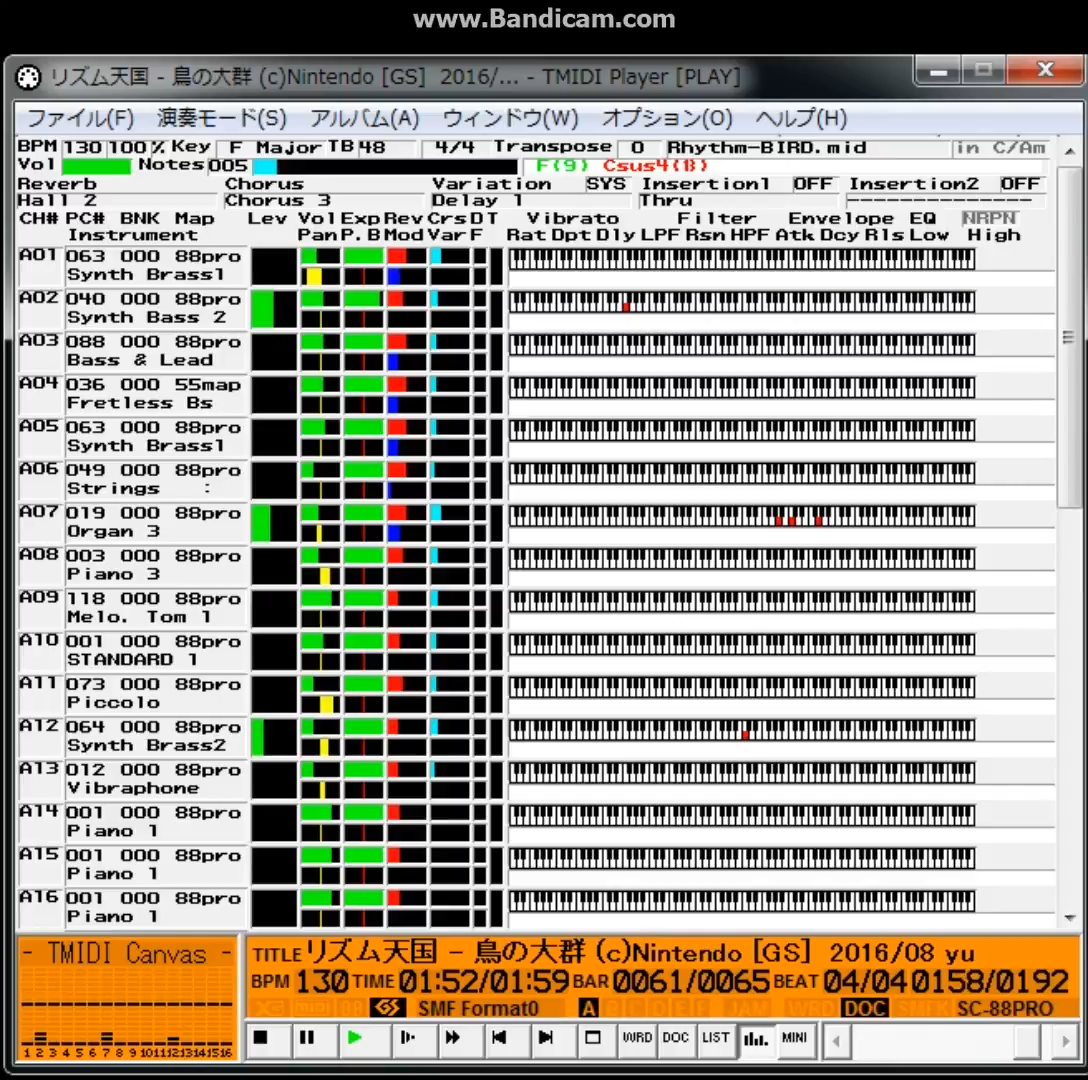 www.Bandicam.com
リズム天国 - 鳥の大群 (c)Nintendo [GS] 2016/... - TMIDI Player [PLAY]
ファイル(F) 演奏モード(S) アルバム(A) ウィンドウ(W) オプション(O) ヘルプ(H)
BPM 130 100% Key F Major TB 48 4/4 Transpose 0 Rhythm-BIRD.mid in C/Am
Vol Notes 005 F(9) Csus4(13)
Reverb Chorus Variation SYS Insertion1 OFF Insertion2 OFF
Hall 2 Chorus 3 Delay 1 Thru ---------------
CH# PC# BNK Map Lev Vol Exp Rev Crs D T Vibrato Filter Envelope EQ NRPN
Instrument Pan P.B Mod Var F Rat Dpt Dly LPF Rsn HPF Atk Dcy Rls Low High
A01 063 000 88pro
Synth Brass1
A02 040 000 88pro
Synth Bass 2
A03 088 000 88pro
Bass & Lead
A04 036 000 55map
Fretless Bs
A05 063 000 88pro
Synth Brass1
A06 049 000 88pro
Strings :
A07 019 000 88pro
Organ 3
A08 003 000 88pro
Piano 3
A09 118 000 88pro
Melo. Tom 1
A10 001 000 88pro
STANDARD 1
A11 073 000 88pro
Piccolo
A12 064 000 88pro
Synth Brass2
A13 012 000 88pro
Vibraphone
A14 001 000 88pro
Piano 1
A15 001 000 88pro
Piano 1
A16 001 000 88pro
Piano 1
- TMIDI Canvas -
1 2 3 4 5 6 7 8 9 10 11 12 13 14 15 16
TITLE リズム天国 - 鳥の大群 (c)Nintendo [GS] 2016/08 yu
BPM 130 TIME 01:52/01:59 BAR 0061/0065 BEAT 04/04 0158/0192
GS SMF Format0 A DOC SC-88PRO
WRD DOC LIST MINI